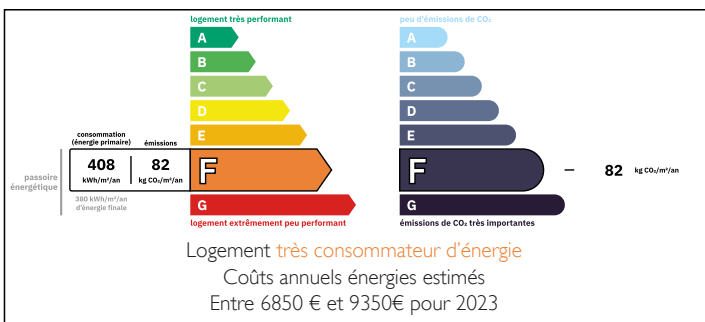 logement très performant
A
B
C
D
E
consommation
(énergie primaire)
émissions
passoire
énergétique
408
kWh/m²/an
82
kg CO₂/m²/an
F
380 kWh/m²/an
d'énergie finale
G
logement extrêmement peu performant
peu d'émissions de CO₂
A
B
C
D
E
F
82 kg CO₂/m²/an
G
émissions de CO₂ très importantes
Logement très consommateur d'énergie
Coûts annuels énergies estimés
Entre 6850 € et 9350€ pour 2023